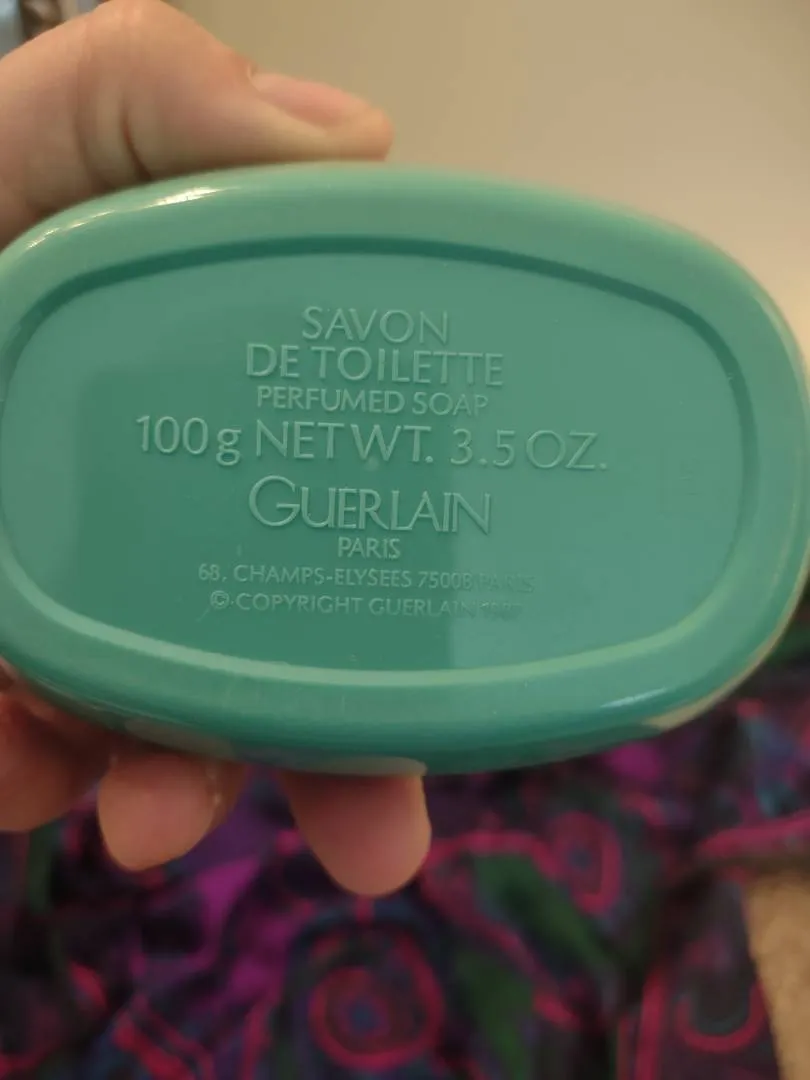 SAVON
DE TOILETTE
PERFUMED SOAP
100g NET WT. 3.5 OZ.
GUERLAIN
PARIS
68, CHAMPS-ELYSEES 75008 PARIS
© COPYRIGHT GUERLAIN